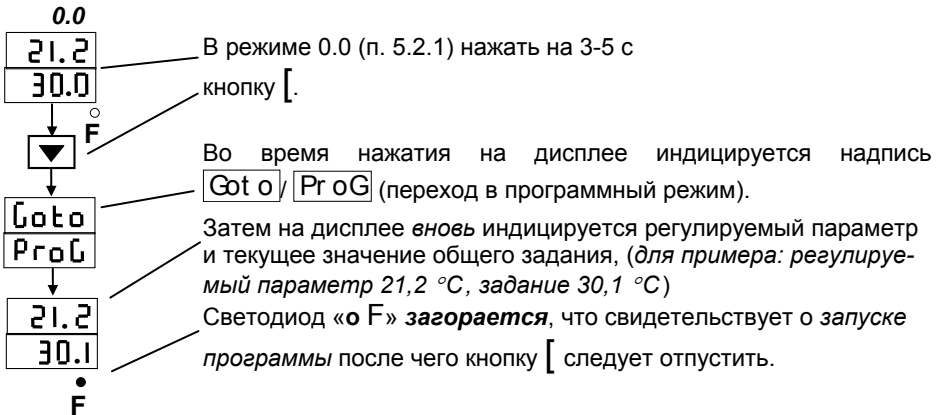 0.0
21.2
30.0
В режиме 0.0 (п. 5.2.1) нажать на 3-5 с
кнопку [.
F
Во время нажатия на дисплее индицируется надпись
Got o / Pr oG (переход в программный режим).
Goto
ProG
Затем на дисплее вновь индицируется регулируемый параметр
и текущее значение общего задания, (для примера: регулируе-
мый параметр 21,2 °С, задание 30,1 °С)
21.2
30.1
Светодиод «о F» загорается, что свидетельствует о запуске
программы после чего кнопку [ следует отпустить.
F